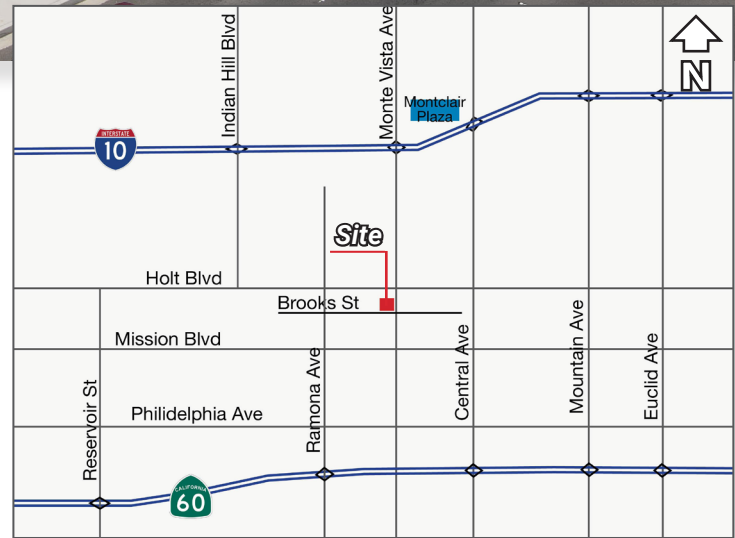 Indian Hill Blvd
Monte Vista Ave
N
Montclair
Plaza
INTERSTATE
10
Site
Holt Blvd
Brooks St
Mission Blvd
Reservoir St
Philidelphia Ave
Ramona Ave
Central Ave
Mountain Ave
Euclid Ave
CALIFORNIA
60